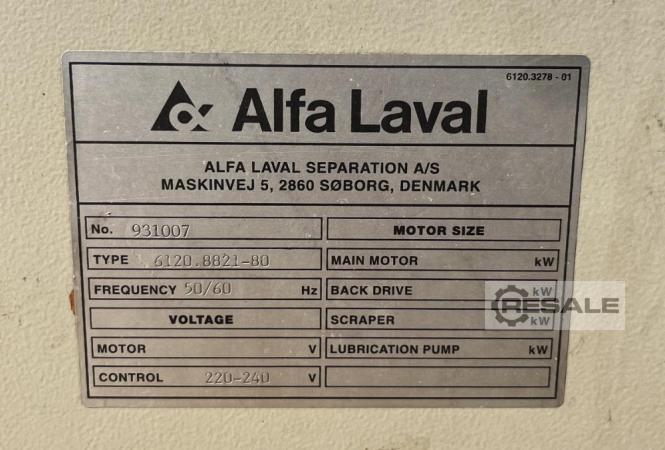 6120.3278 - 01
Alfa Laval
ALFA LAVAL SEPARATION A/S
MASKINVEJ 5, 2860 SØBORG, DENMARK
No. 931007
MOTOR SIZE
TYPE 6120.8821-80
MAIN MOTOR kW
FREQUENCY 50/60 Hz
BACK DRIVE kW
VOLTAGE
SCRAPER kW
RESALE
MOTOR V
LUBRICATION PUMP kW
CONTROL 220-240 V